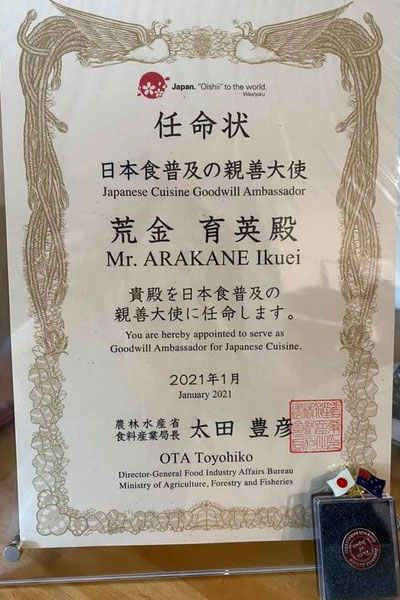 Japan. "Oishii" to the world.
Washoku
任命状
日本食普及の親善大使
Japanese Cuisine Goodwill Ambassador
荒金 育英殿
Mr. ARAKANE Ikuei
貴殿を日本食普及の
親善大使に任命します。
You are hereby appointed to serve as
Goodwill Ambassador for Japanese Cuisine.
2021年1月
January 2021
農林水産省
食料産業局長 太田 豊彦
OTA Toyohiko
Director-General Food Industry Affairs Bureau
Ministry of Agriculture, Forestry and Fisheries